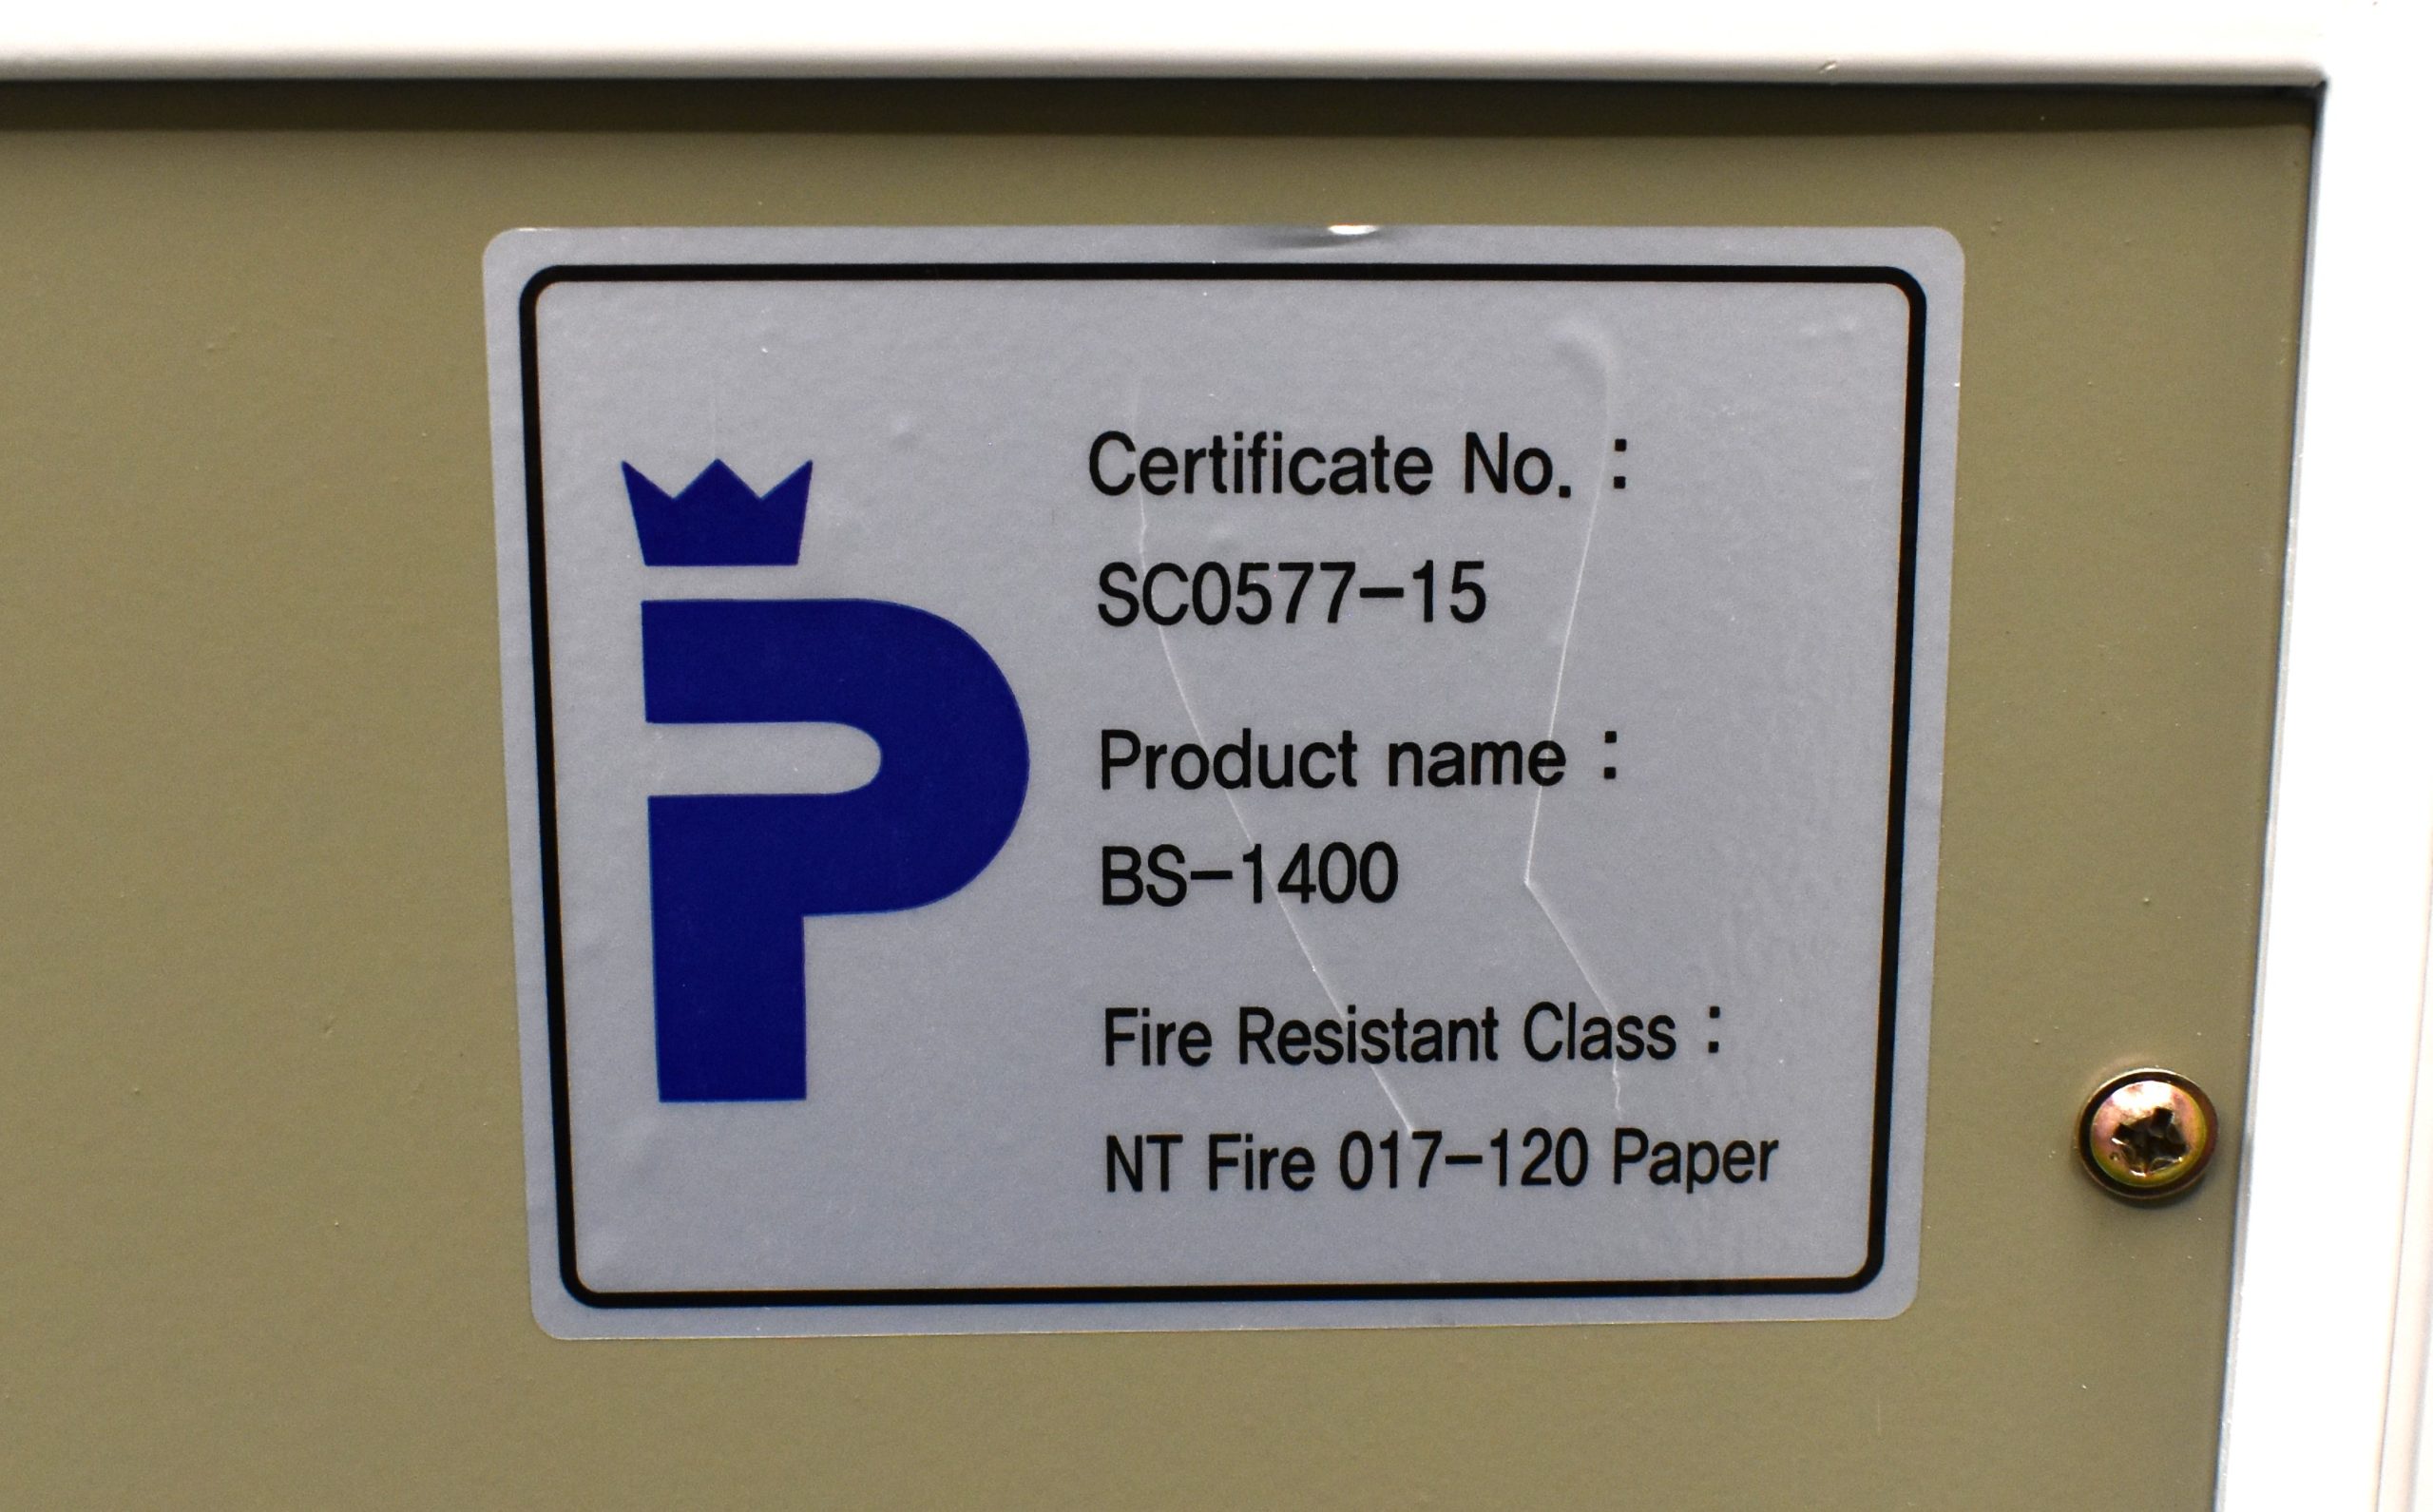 Certificate No. :
SC0577-15
Product name :
BS-1400
Fire Resistant Class :
NT Fire 017-120 Paper